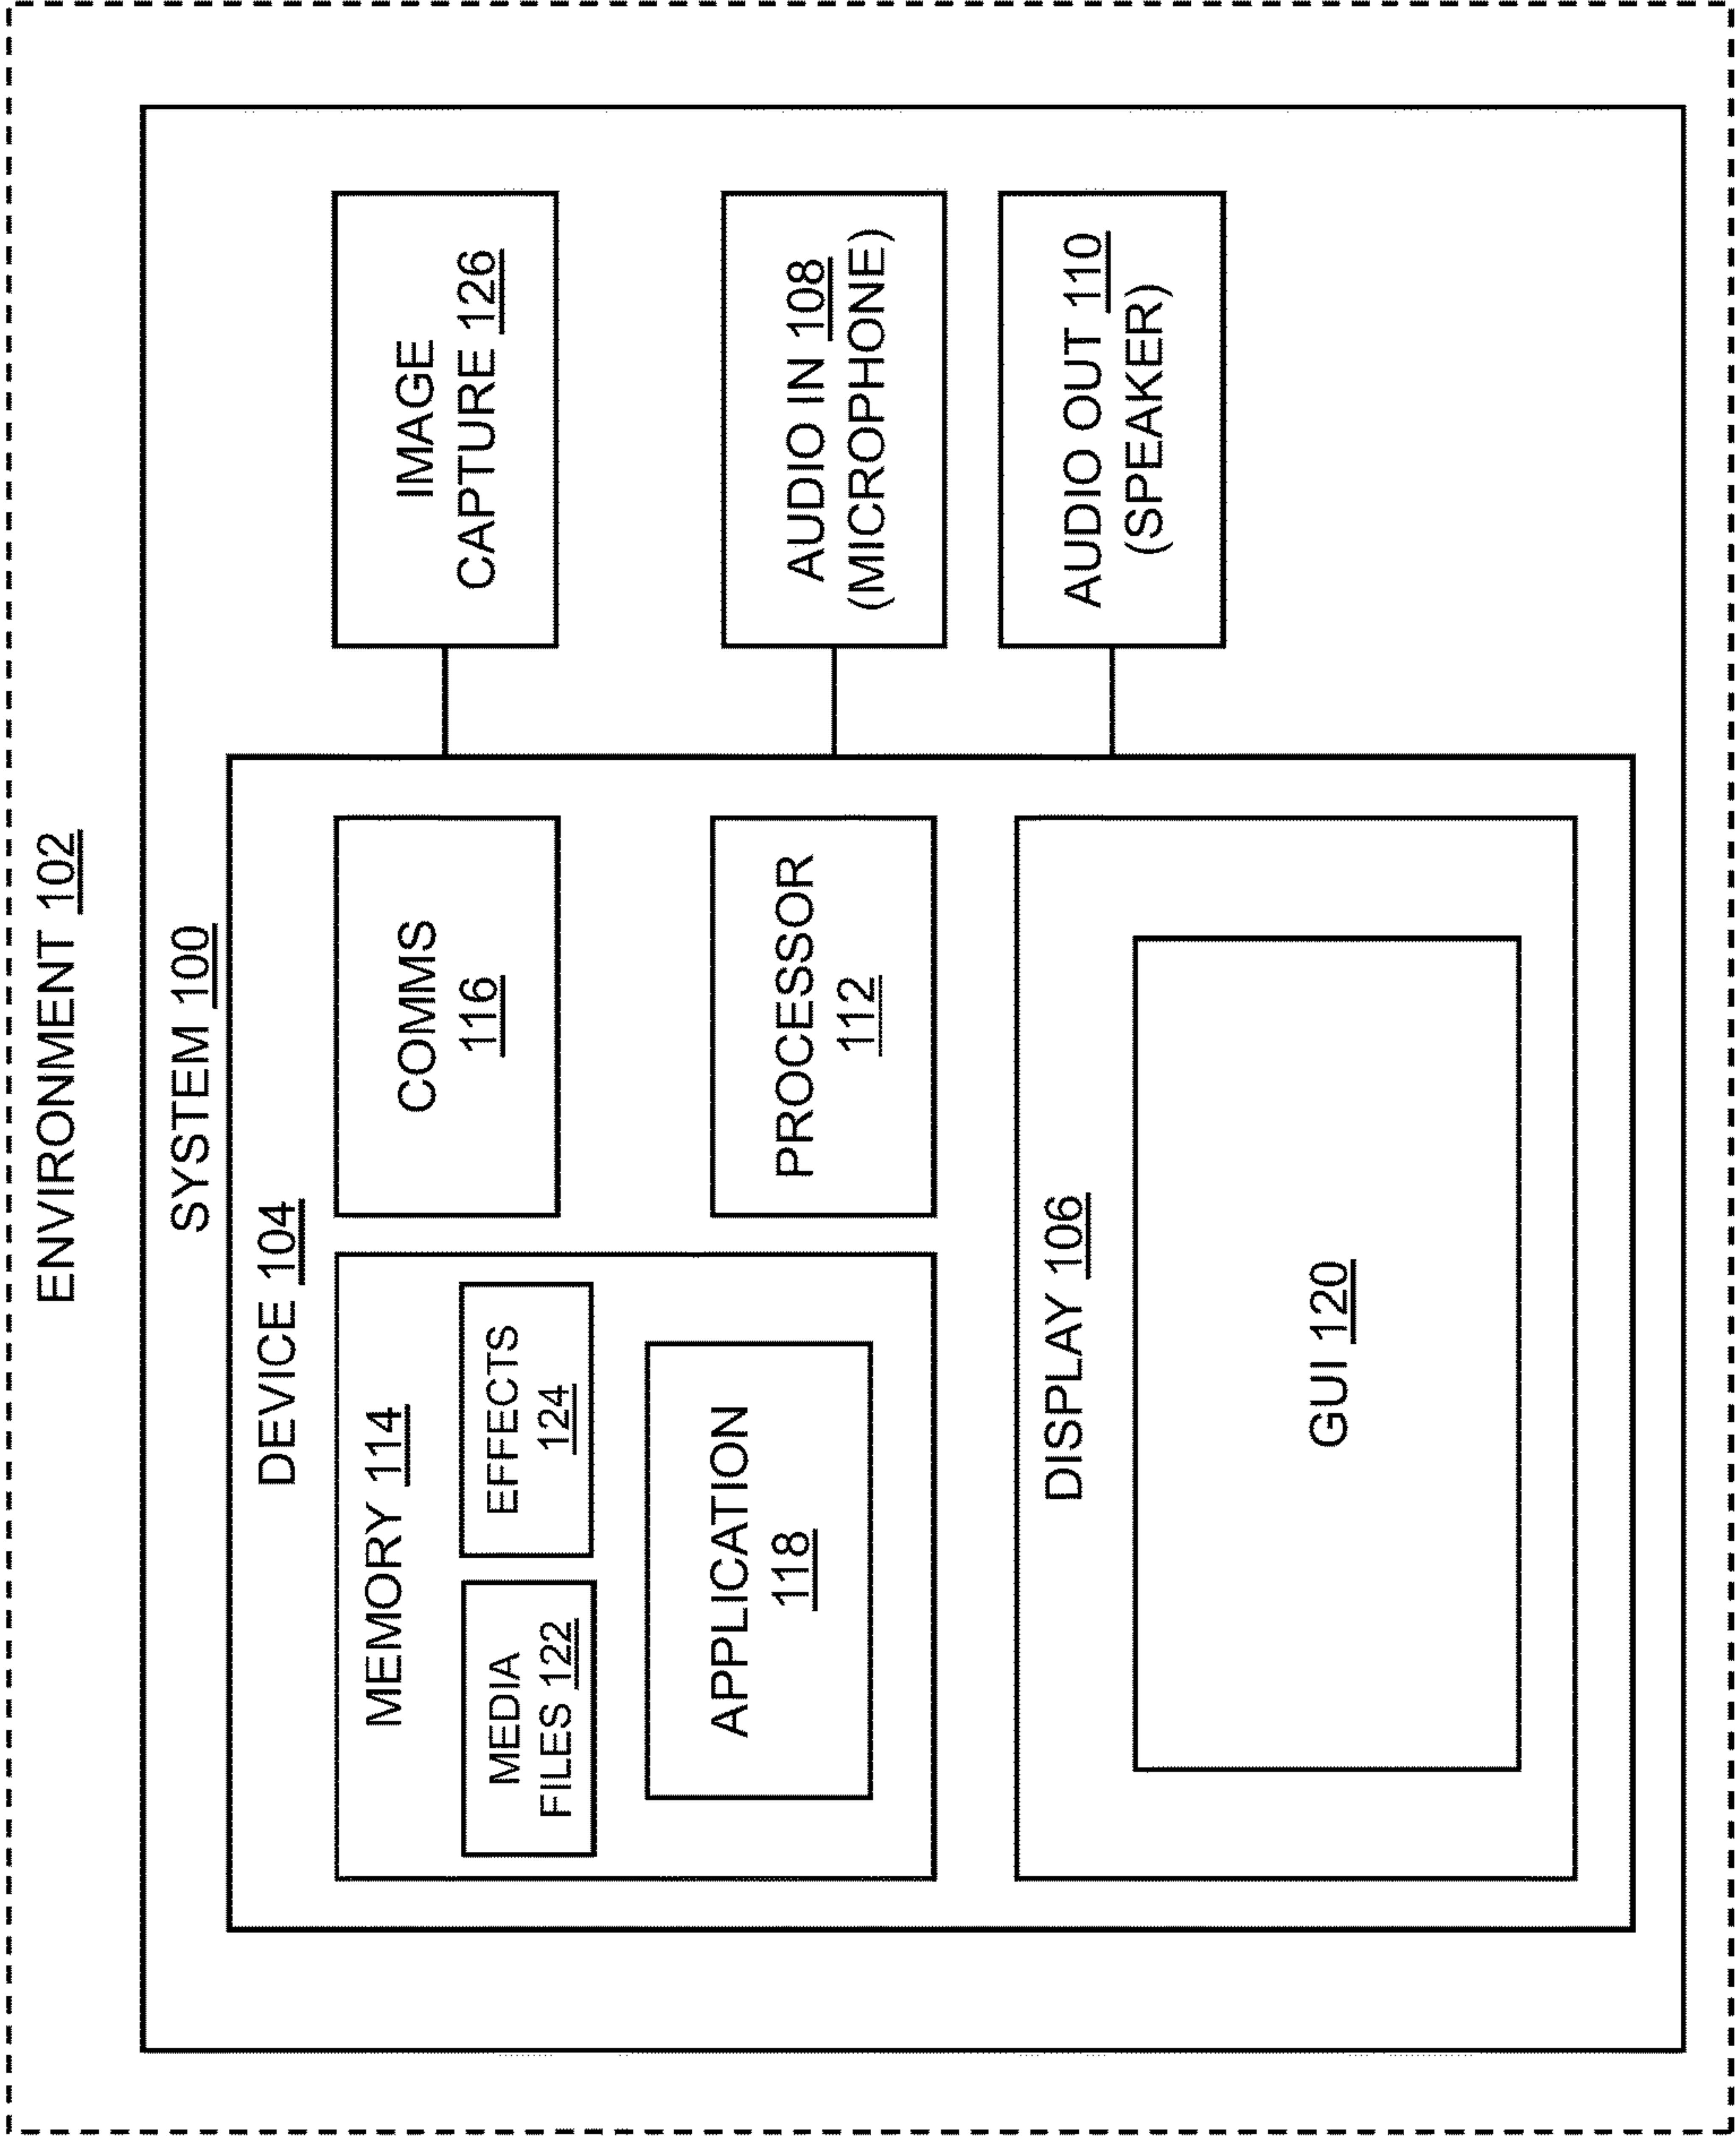 ENVIRONMENT 102
SYSTEM 100
DEVICE 104
MEMORY 114
MEDIA
FILES 122
EFFECTS
124
APPLICATION
118
COMMS
116
PROCESSOR
112
DISPLAY 106
GUI 120
IMAGE
CAPTURE 126
AUDIO IN 108
(MICROPHONE)
AUDIO OUT 110
(SPEAKER)